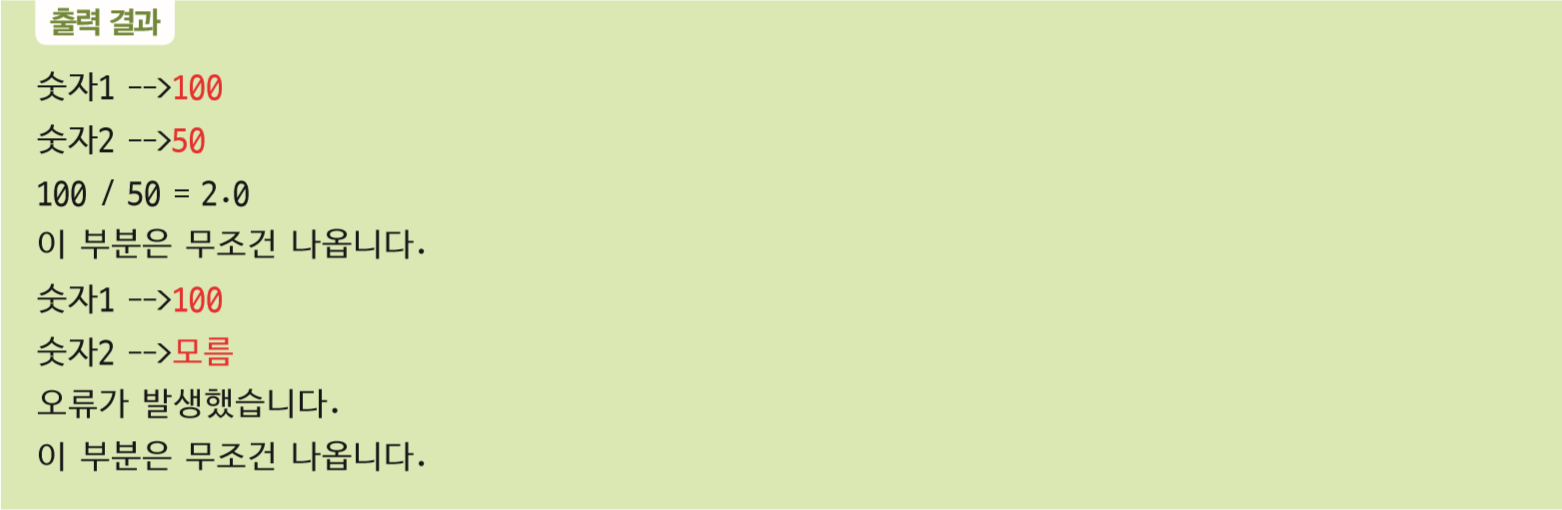 출력 결과
숫자1 -->100
숫자2 -->50
100 / 50 = 2.0
이 부분은 무조건 나옵니다.
숫자1 -->100
숫자2 -->모름
오류가 발생했습니다.
이 부분은 무조건 나옵니다.